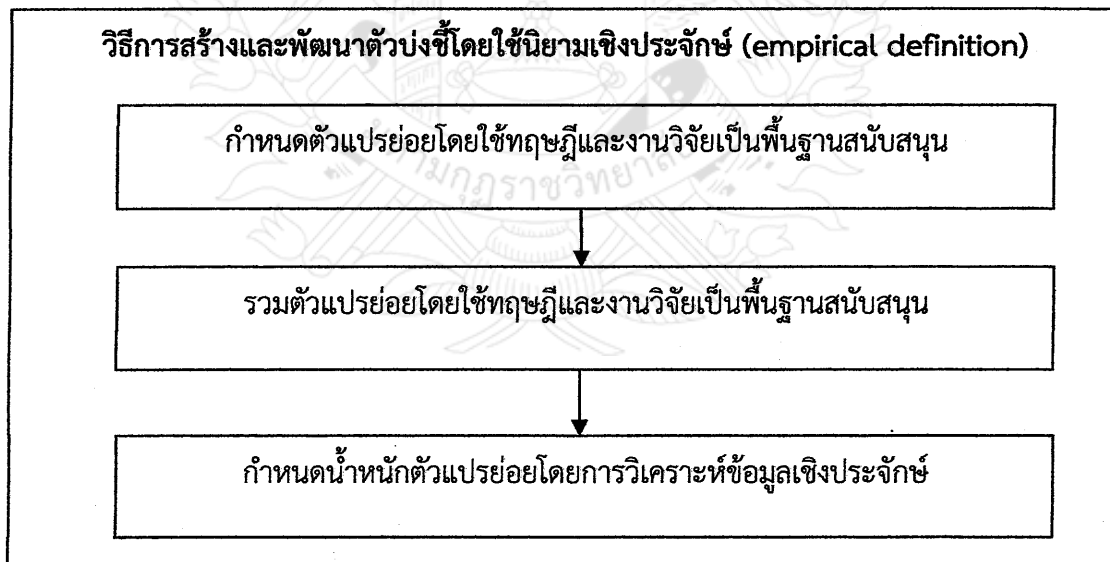 วิธีการสร้างและพัฒนาตัวบ่งชี้โดยใช้นิยามเชิงประจักษ์ (empirical definition)
กำหนดตัวแปรย่อยโดยใช้ทฤษฎีและงานวิจัยเป็นพื้นฐานสนับสนุน
รวมตัวแปรย่อยโดยใช้ทฤษฎีและงานวิจัยเป็นพื้นฐานสนับสนุน
กำหนดน้ำหนักตัวแปรย่อยโดยการวิเคราะห์ข้อมูลเชิงประจักษ์